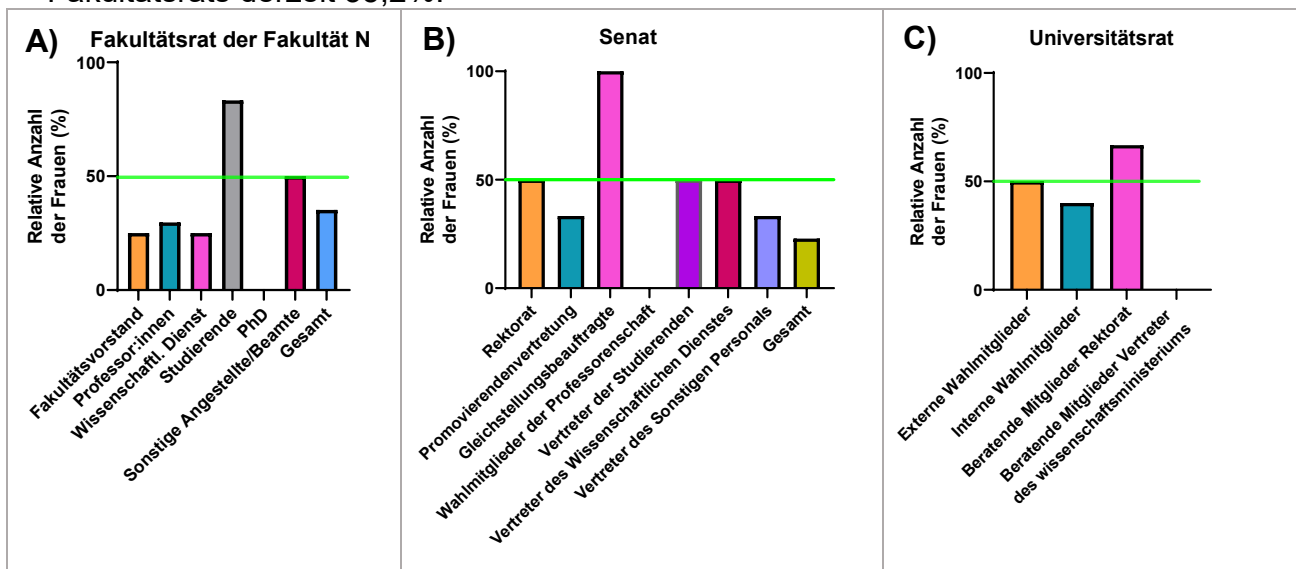 Fakultätsrats derzeit
A) Fakultätsrat der Fakultät N
100
50
0
Relative Anzahl
der Frauen (%)
Fakultätsvorstand
Professor:innen
Wissenschaftl. Dienst
Studierende
PhD
Sonstige Angestellte/Beamte
Gesamt
B) Senat
100
50
0
Relative Anzahl
der Frauen (%)
Rektorat
Promovierendenvertretung
Gleichstellungsbeauftragte
Wahlmitglieder der Professorenschaft
Vertreter der Studierenden
Vertreter des Wissenschaftlichen Dienstes
Vertreter des Sonstigen Personals
Gesamt
C) Universitätsrat
100
50
0
Relative Anzahl
der Frauen (%)
Externe Wahlmitglieder
Interne Wahlmitglieder
Beratende Mitglieder Rektorat
Beratende Mitglieder Vertreter
des wissenschaftsministeriums